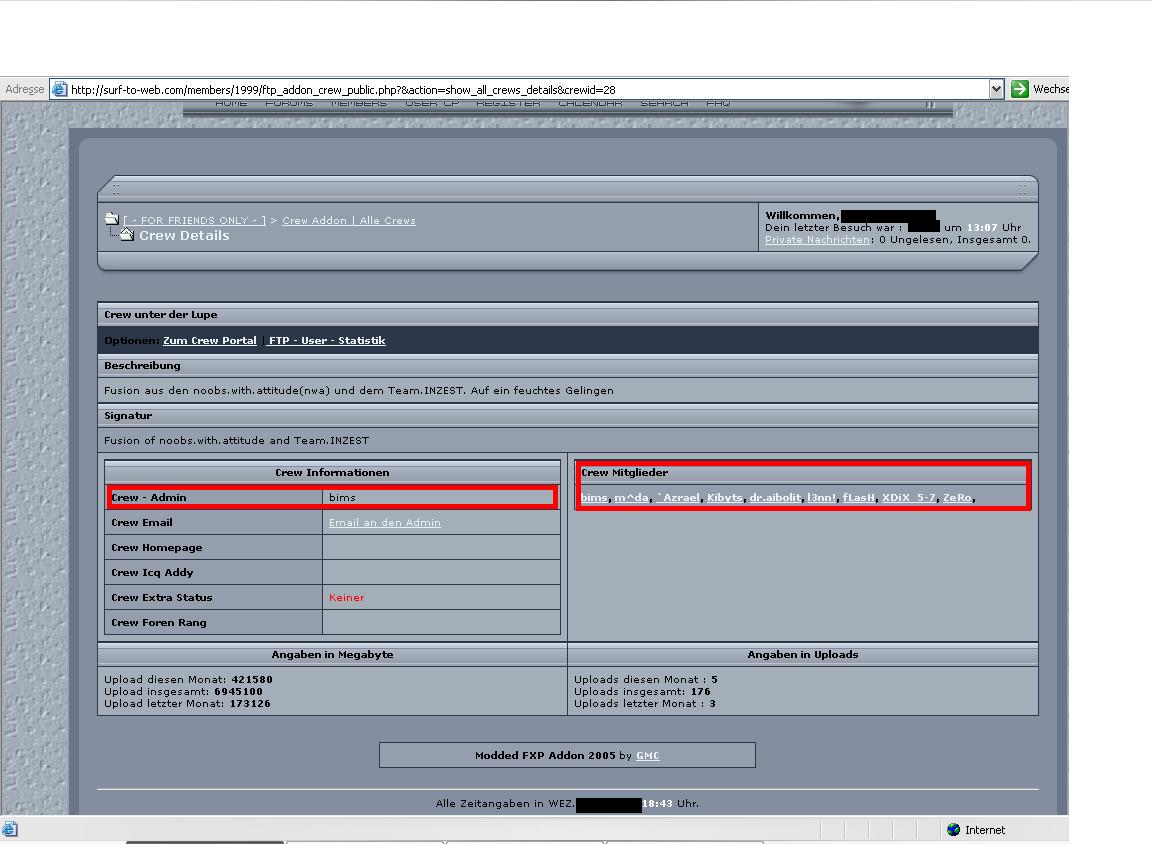 Adresse http://surf-to-web.com/members/1999/ftp_addon_crew_public.php?&action=show_all_crews_details&crewid=28 Wechse
HOME FORUMS MEMBERS USER CP REGISTER CALENDAR SEARCH FAQ
[ - FOR FRIENDS ONLY - ] > Crew Addon | Alle Crews
Crew Details
Willkommen,
Dein letzter Besuch war : um 13:07 Uhr
Private Nachrichten: 0 Ungelesen, Insgesamt 0.
Crew unter der Lupe
Optionen: Zum Crew Portal | FTP - User - Statistik
Beschreibung
Fusion aus den noobs.with.attitude(nwa) und dem Team.INZEST. Auf ein feuchtes Gelingen
Signatur
Fusion of noobs.with.attitude and Team.INZEST
Crew Informationen
Crew - Admin bims
Crew Email Email an den Admin
Crew Homepage
Crew Icq Addy
Crew Extra Status Keiner
Crew Foren Rang
Crew Mitglieder
bims, m^da, `Azrael, Kibyts, dr.aibolit, l3nn!, fLasH, XDiX_5-7, ZeRo,
Angaben in Megabyte
Upload diesen Monat: 421580
Upload insgesamt: 6945100
Upload letzter Monat: 173126
Angaben in Uploads
Uploads diesen Monat : 5
Uploads insgesamt: 176
Uploads letzter Monat : 3
Modded FXP Addon 2005 by GMC
Alle Zeitangaben in WEZ. 18:43 Uhr.
Internet